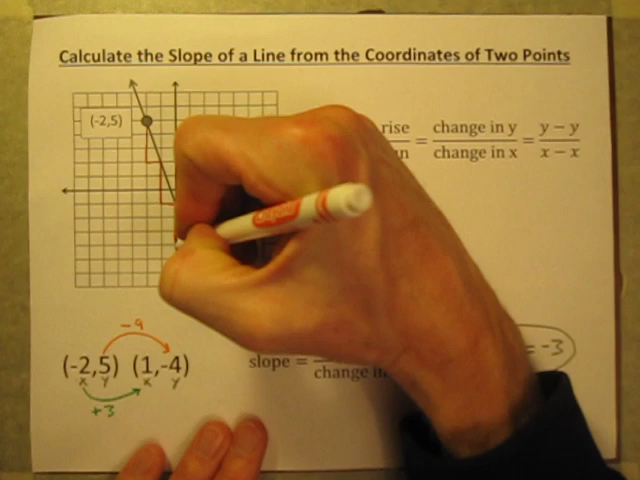 Calculate the Slope of a Line from the Coordinates of Two Points
(-2,5)
rise = change in y = y − y
change in x x − x
-9
(-2,5) (1,-4)
x y x y
+3
slope =
change in
= -3
Crayola